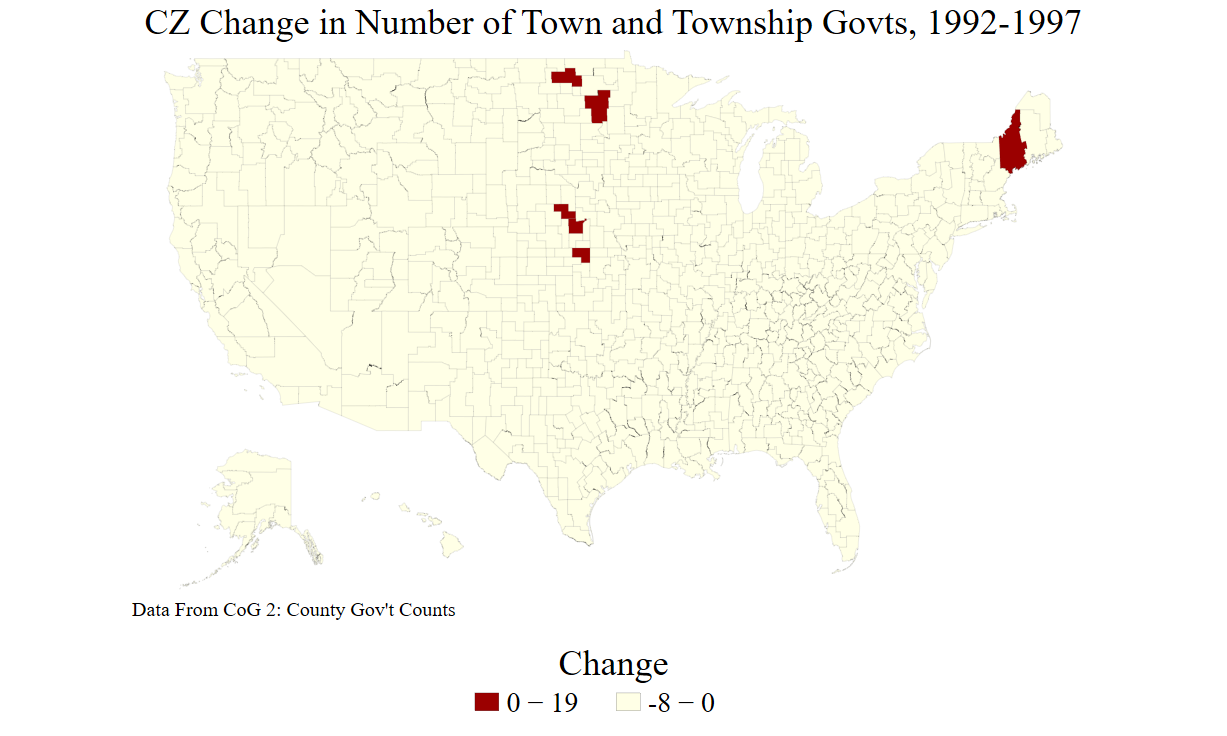 CZ Change in Number of Town and Township Govts, 1992-1997
Data From CoG 2: County Gov't Counts
Change
0 − 19
-8 − 0